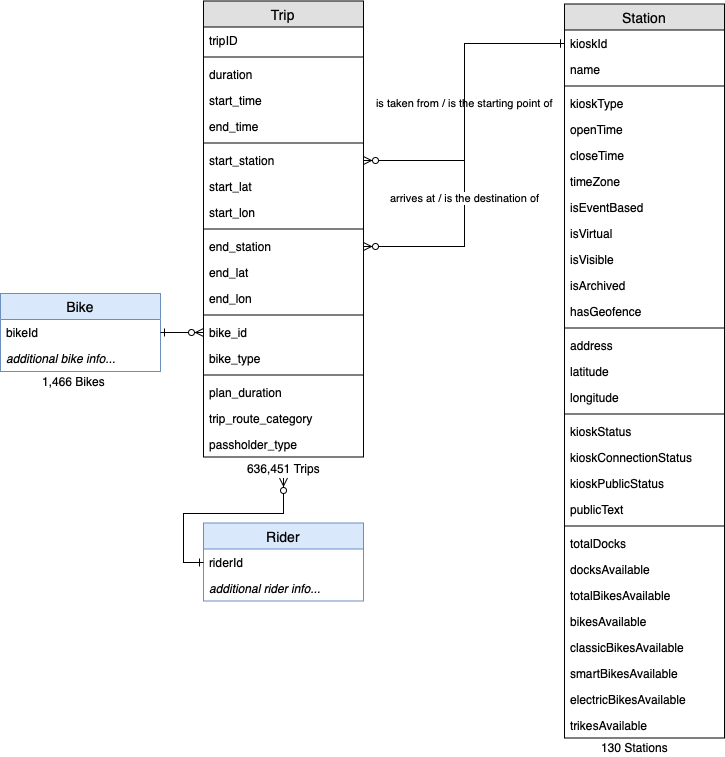 Trip
tripID
duration
start_time
end_time
start_station
start_lat
start_lon
end_station
end_lat
end_lon
bike_id
bike_type
plan_duration
trip_route_category
passholder_type
636,451 Trips
is taken from / is the starting point of
arrives at / is the destination of
Bike
bikeId
additional bike info...
1,466 Bikes
Rider
riderId
additional rider info...
Station
kioskId
name
kioskType
openTime
closeTime
timeZone
isEventBased
isVirtual
isVisible
isArchived
hasGeofence
address
latitude
longitude
kioskStatus
kioskConnectionStatus
kioskPublicStatus
publicText
totalDocks
docksAvailable
totalBikesAvailable
bikesAvailable
classicBikesAvailable
smartBikesAvailable
electricBikesAvailable
trikesAvailable
130 Stations